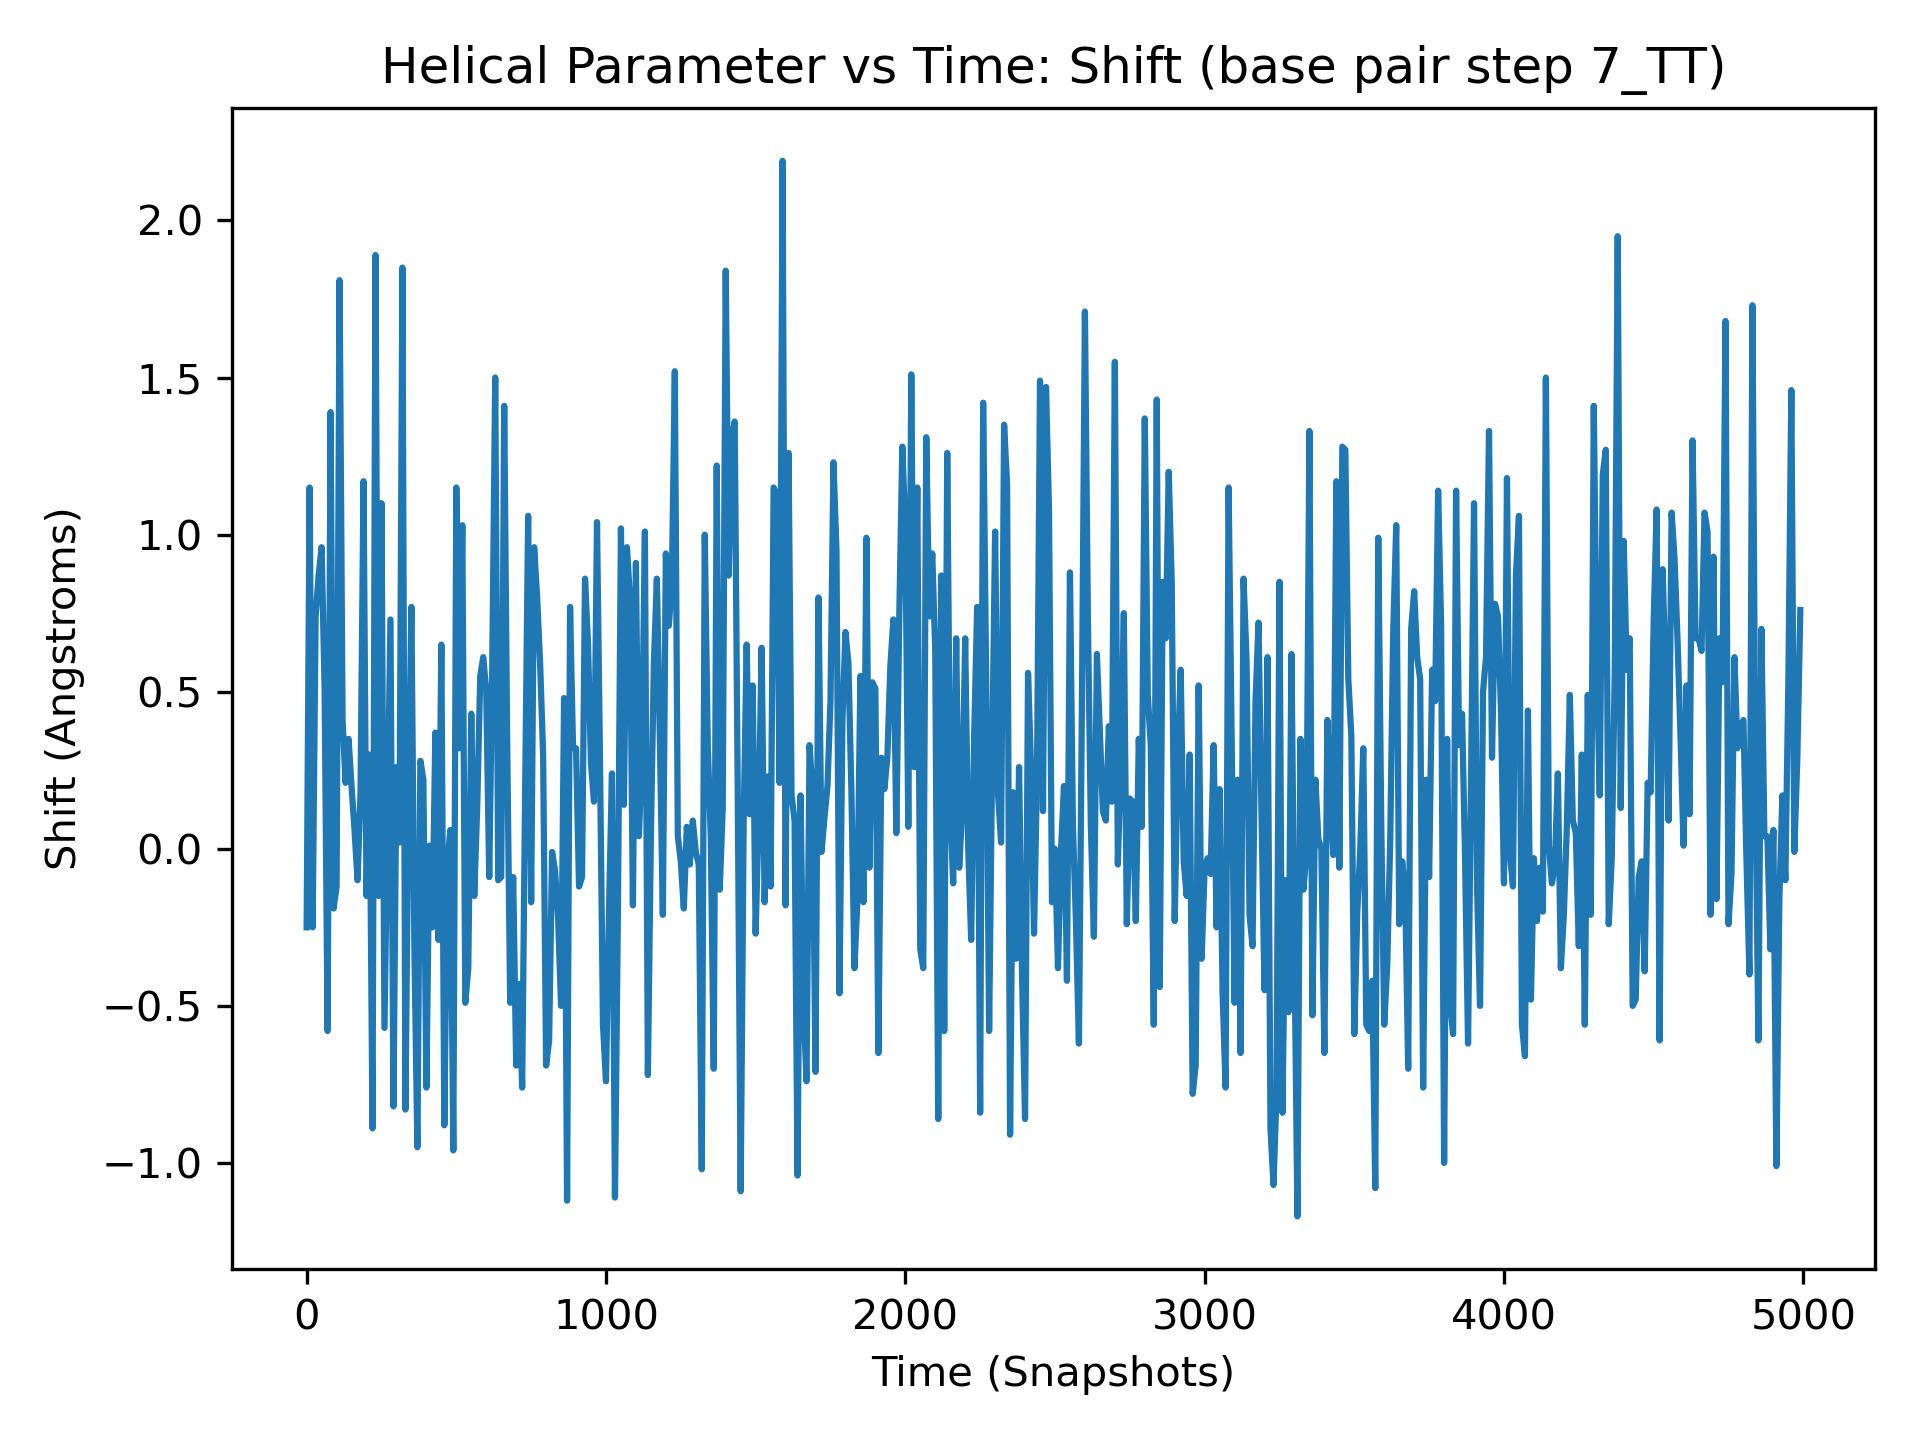 Helical Parameter vs Time: Shift (base pair step 7_TT)
2.0
1.5
1.0
0.5
0.0
−0.5
−1.0
Shift (Angstroms)
0 1000 2000 3000 4000 5000
Time (Snapshots)